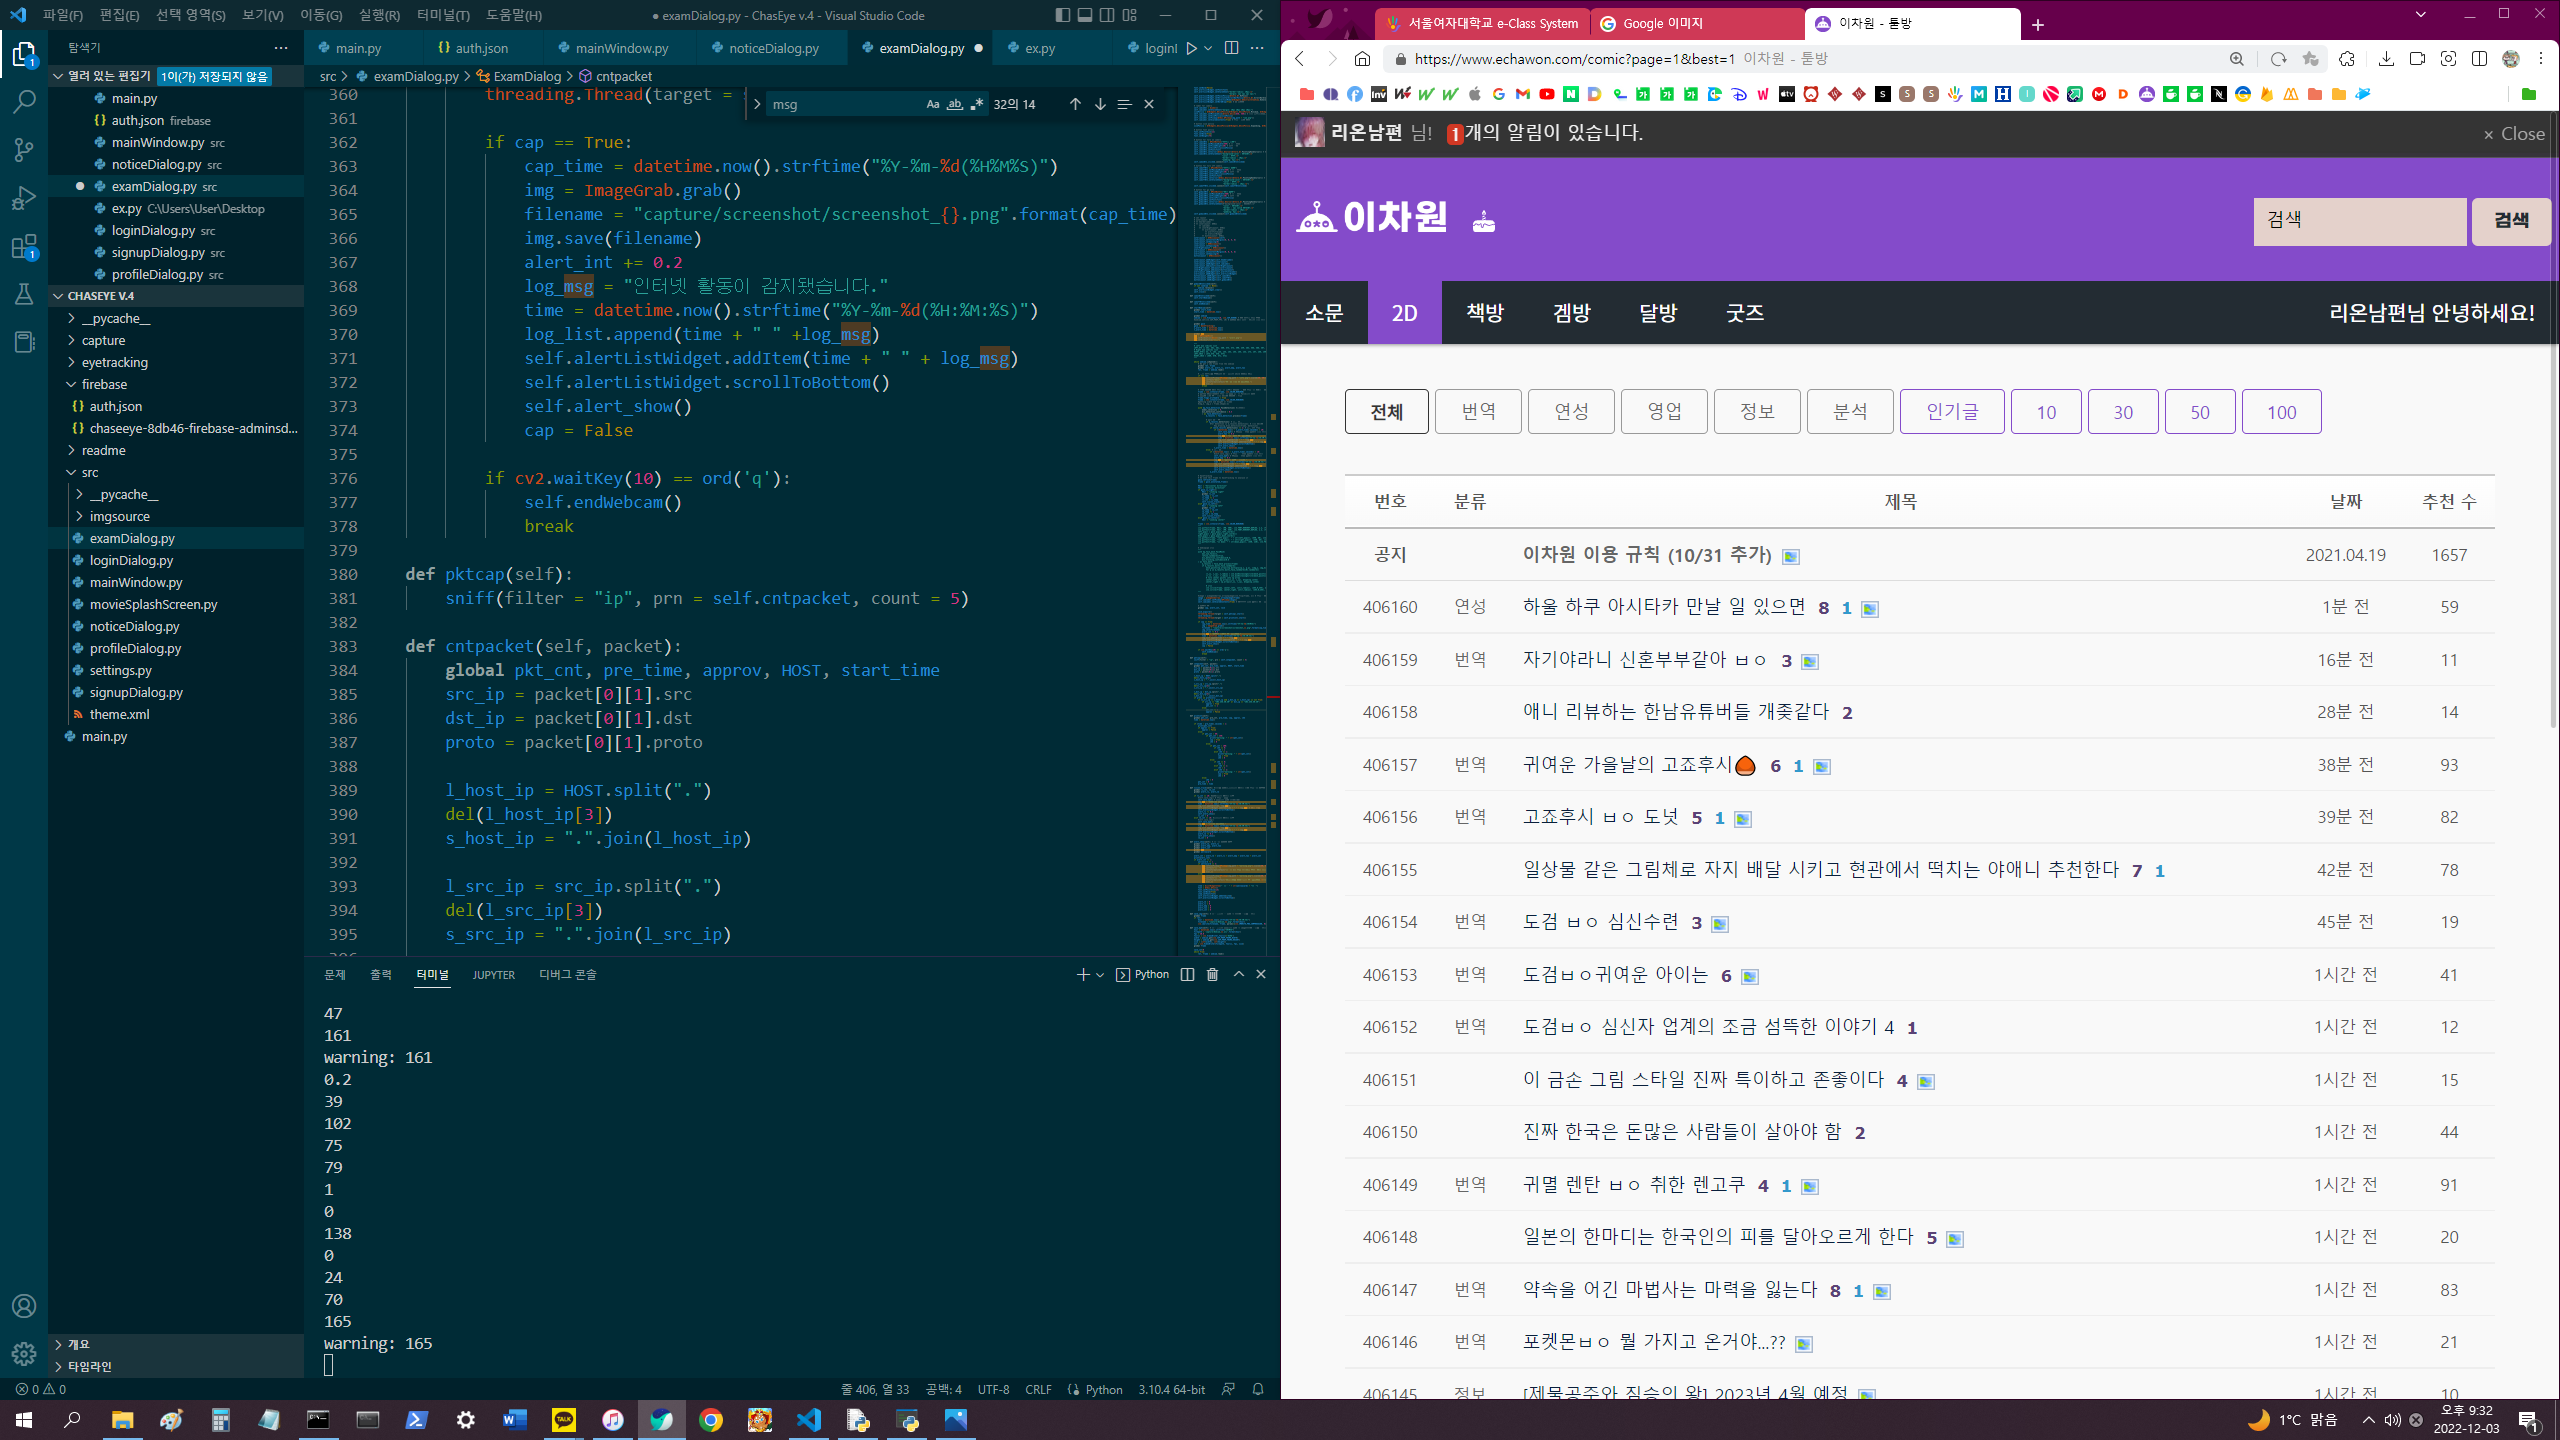 파일(F) 편집(E) 선택 영역(S) 보기(V) 이동(G) 실행(R) 터미널(T) 도움말(H)
● examDialog.py - ChasEye v.4 - Visual Studio Code
탐색기
열려 있는 편집기 1이(가) 저장되지 않음
main.py
auth.json firebase
mainWindow.py src
noticeDialog.py src
examDialog.py src
ex.py C:\Users\User\Desktop
loginDialog.py src
signupDialog.py src
profileDialog.py src
CHASEYE V.4
__pycache__
capture
eyetracking
firebase
auth.json
chaseeye-8db46-firebase-adminsd...
readme
src
__pycache__
imgsource
examDialog.py
loginDialog.py
mainWindow.py
movieSplashScreen.py
noticeDialog.py
profileDialog.py
settings.py
signupDialog.py
theme.xml
main.py
개요
타임라인
main.py auth.json mainWindow.py noticeDialog.py examDialog.py ● ex.py loginI
src > examDialog.py > ExamDialog > cntpacket
msg Aa ab 32의 14
360 threading.Thread(target =
361
362 if cap == True:
363 cap_time = datetime.now().strftime("%Y-%m-%d(%H%M%S)")
364 img = ImageGrab.grab()
365 filename = "capture/screenshot/screenshot_{}.png".format(cap_time)
366 img.save(filename)
367 alert_int += 0.2
368 log_msg = "인터넷 활동이 감지됐습니다."
369 time = datetime.now().strftime("%Y-%m-%d(%H:%M:%S)")
370 log_list.append(time + " " +log_msg)
371 self.alertListWidget.addItem(time + " " + log_msg)
372 self.alertListWidget.scrollToBottom()
373 self.alert_show()
374 cap = False
375
376 if cv2.waitKey(10) == ord('q'):
377 self.endWebcam()
378 break
379
380 def pktcap(self):
381 sniff(filter = "ip", prn = self.cntpacket, count = 5)
382
383 def cntpacket(self, packet):
384 global pkt_cnt, pre_time, approv, HOST, start_time
385 src_ip = packet[0][1].src
386 dst_ip = packet[0][1].dst
387 proto = packet[0][1].proto
388
389 l_host_ip = HOST.split(".")
390 del(l_host_ip[3])
391 s_host_ip = ".".join(l_host_ip)
392
393 l_src_ip = src_ip.split(".")
394 del(l_src_ip[3])
395 s_src_ip = ".".join(l_src_ip)
문제 출력 터미널 JUPYTER 디버그 콘솔
Python
47
161
warning: 161
0.2
39
102
75
79
1
0
138
0
24
70
165
warning: 165
0 0 줄 406, 열 33 공백: 4 UTF-8 CRLF Python 3.10.4 64-bit
서울여자대학교 e-Class System Google 이미지 이차원 - 툰방
https://www.echawon.com/comic?page=1&best=1 이차원 - 툰방
리온남편 님! 1개의 알림이 있습니다. × Close
이차원
검색 검색
소문 2D 책방 겜방 달방 굿즈 리온남편님 안녕하세요!
전체 번역 연성 영업 정보 분석 인기글 10 30 50 100
번호 분류 제목 날짜 추천 수
공지 이차원 이용 규칙 (10/31 추가) 2021.04.19 1657
406160 연성 하울 하쿠 아시타카 만날 일 있으면 8 1 1분 전 59
406159 번역 자기야라니 신혼부부같아 ㅂㅇ 3 16분 전 11
406158 애니 리뷰하는 한남유튜버들 개좆같다 2 28분 전 14
406157 번역 귀여운 가을날의 고죠후시🌰 6 1 38분 전 93
406156 번역 고죠후시 ㅂㅇ 도넛 5 1 39분 전 82
406155 일상물 같은 그림체로 자지 배달 시키고 현관에서 떡치는 야애니 추천한다 7 1 42분 전 78
406154 번역 도검 ㅂㅇ 심신수련 3 45분 전 19
406153 번역 도검ㅂㅇ귀여운 아이는 6 1시간 전 41
406152 번역 도검ㅂㅇ 심신자 업계의 조금 섬뜩한 이야기 4 1 1시간 전 12
406151 이 금손 그림 스타일 진짜 특이하고 존좋이다 4 1시간 전 15
406150 진짜 한국은 돈많은 사람들이 살아야 함 2 1시간 전 44
406149 번역 귀멸 렌탄 ㅂㅇ 취한 렌고쿠 4 1 1시간 전 91
406148 일본의 한마디는 한국인의 피를 달아오르게 한다 5 1시간 전 20
406147 번역 약속을 어긴 마법사는 마력을 잃는다 8 1 1시간 전 83
406146 번역 포켓몬ㅂㅇ 뭘 가지고 온거야...?? 1시간 전 21
406145 정보 [제물공주와 짐승의 왕] 2023년 4월 예정 1시간 전 10
1°C 맑음 오후 9:32
2022-12-03